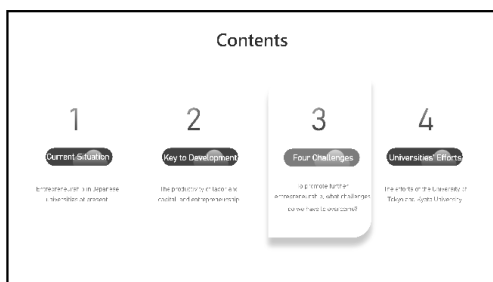 Contents
1
Current Situation
Entrepreneurship in Japanese
universities at present
2
Key to Development
The productivity of labor and
capital, and entrepreneurship
3
Four Challenges
To promote further
entrepreneurship, what challenges
do we have to overcome?
4
Universities' Efforts
The efforts of the University of
Tokyo and Kyoto University